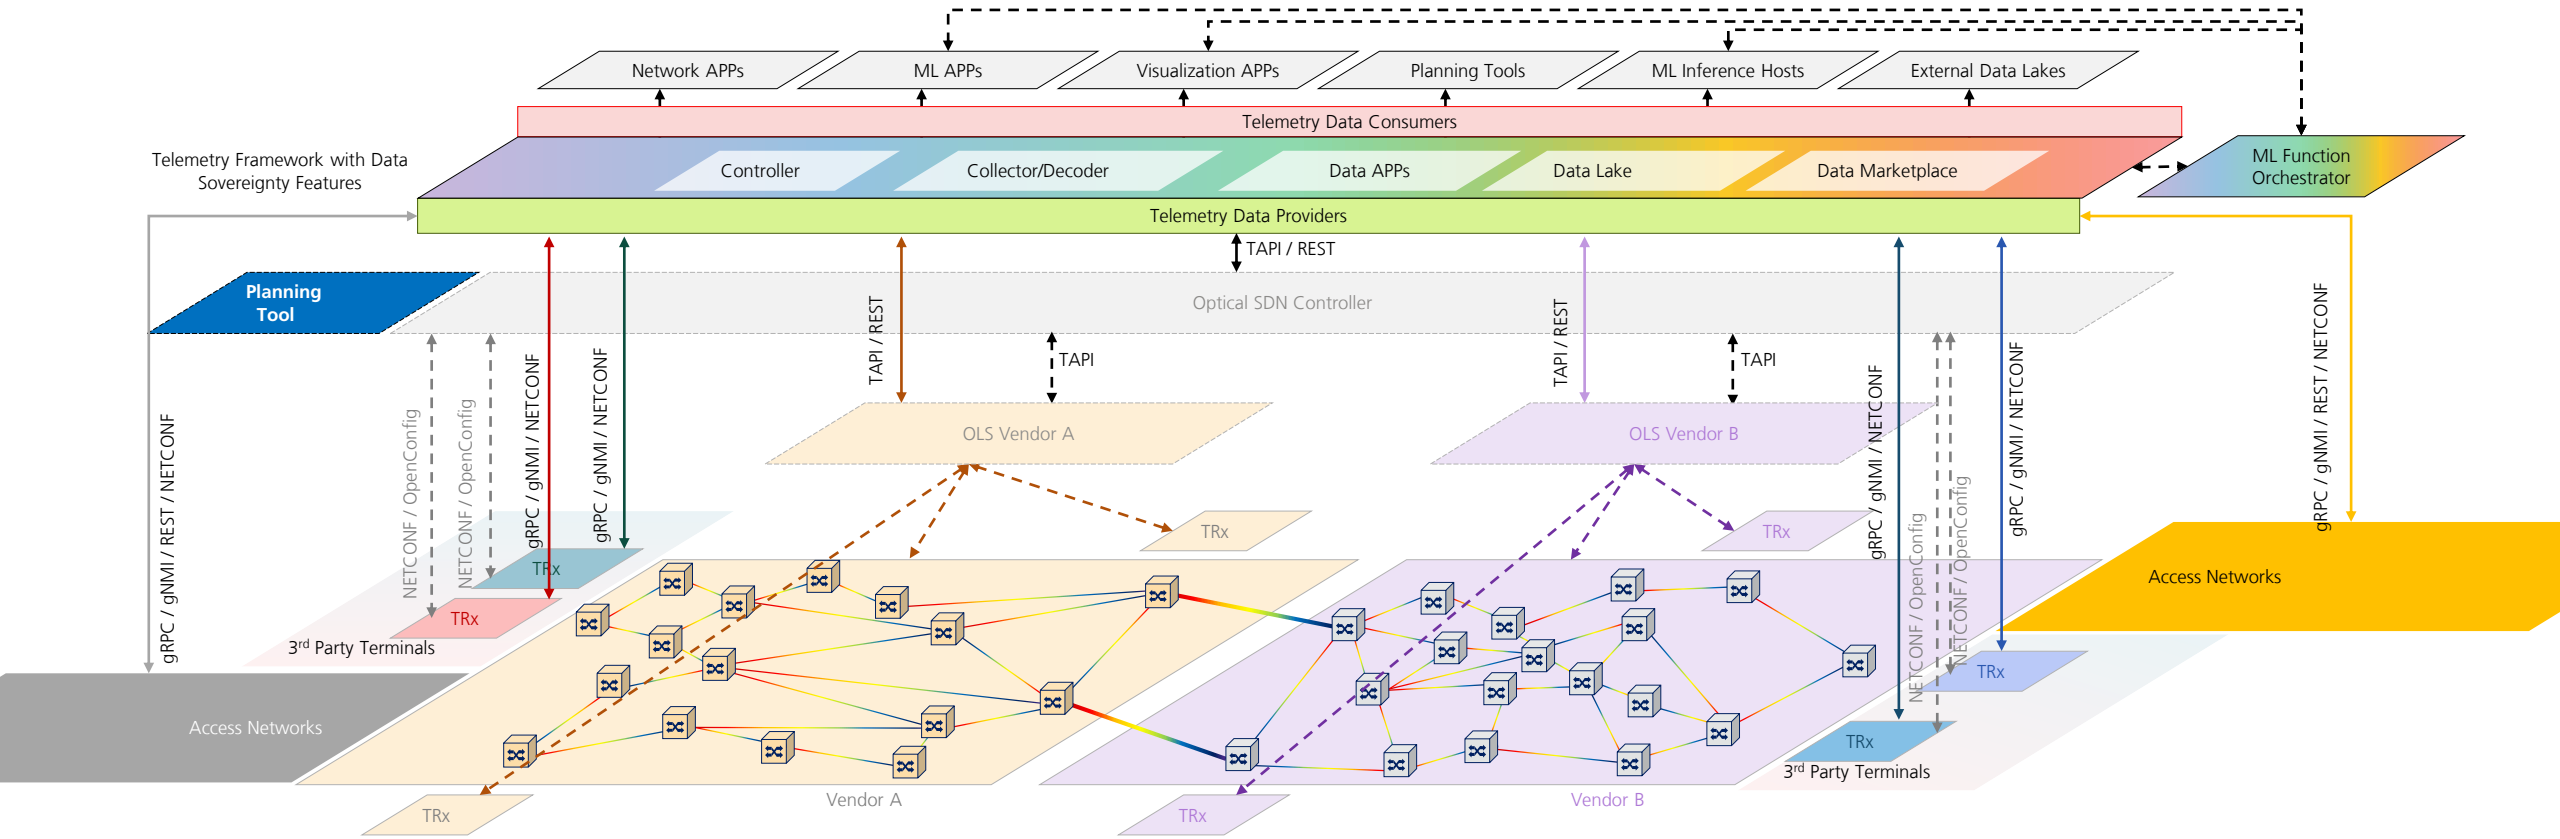 Network APPs
ML APPs
Visualization APPs
Planning Tools
ML Inference Hosts
External Data Lakes
Telemetry Data Consumers
Telemetry Framework with Data
Sovereignty Features
Controller
Collector/Decoder
Data APPs
Data Lake
Data Marketplace
ML Function
Orchestrator
Telemetry Data Providers
TAPI / REST
Planning
Tool
Optical SDN Controller
gRPC / gNMI / REST / NETCONF
NETCONF / OpenConfig
NETCONF / OpenConfig
gRPC / gNMI / NETCONF
gRPC / gNMI / NETCONF
TAPI / REST
TAPI
TAPI / REST
TAPI
gRPC / gNMI / NETCONF
NETCONF / OpenConfig
NETCONF / OpenConfig
gRPC / gNMI / NETCONF
gRPC / gNMI / REST / NETCONF
OLS Vendor A
OLS Vendor B
TRx
TRx
TRx
TRx
3rd Party Terminals
Access Networks
Access Networks
TRx
TRx
3rd Party Terminals
Vendor A
Vendor B
TRx
TRx